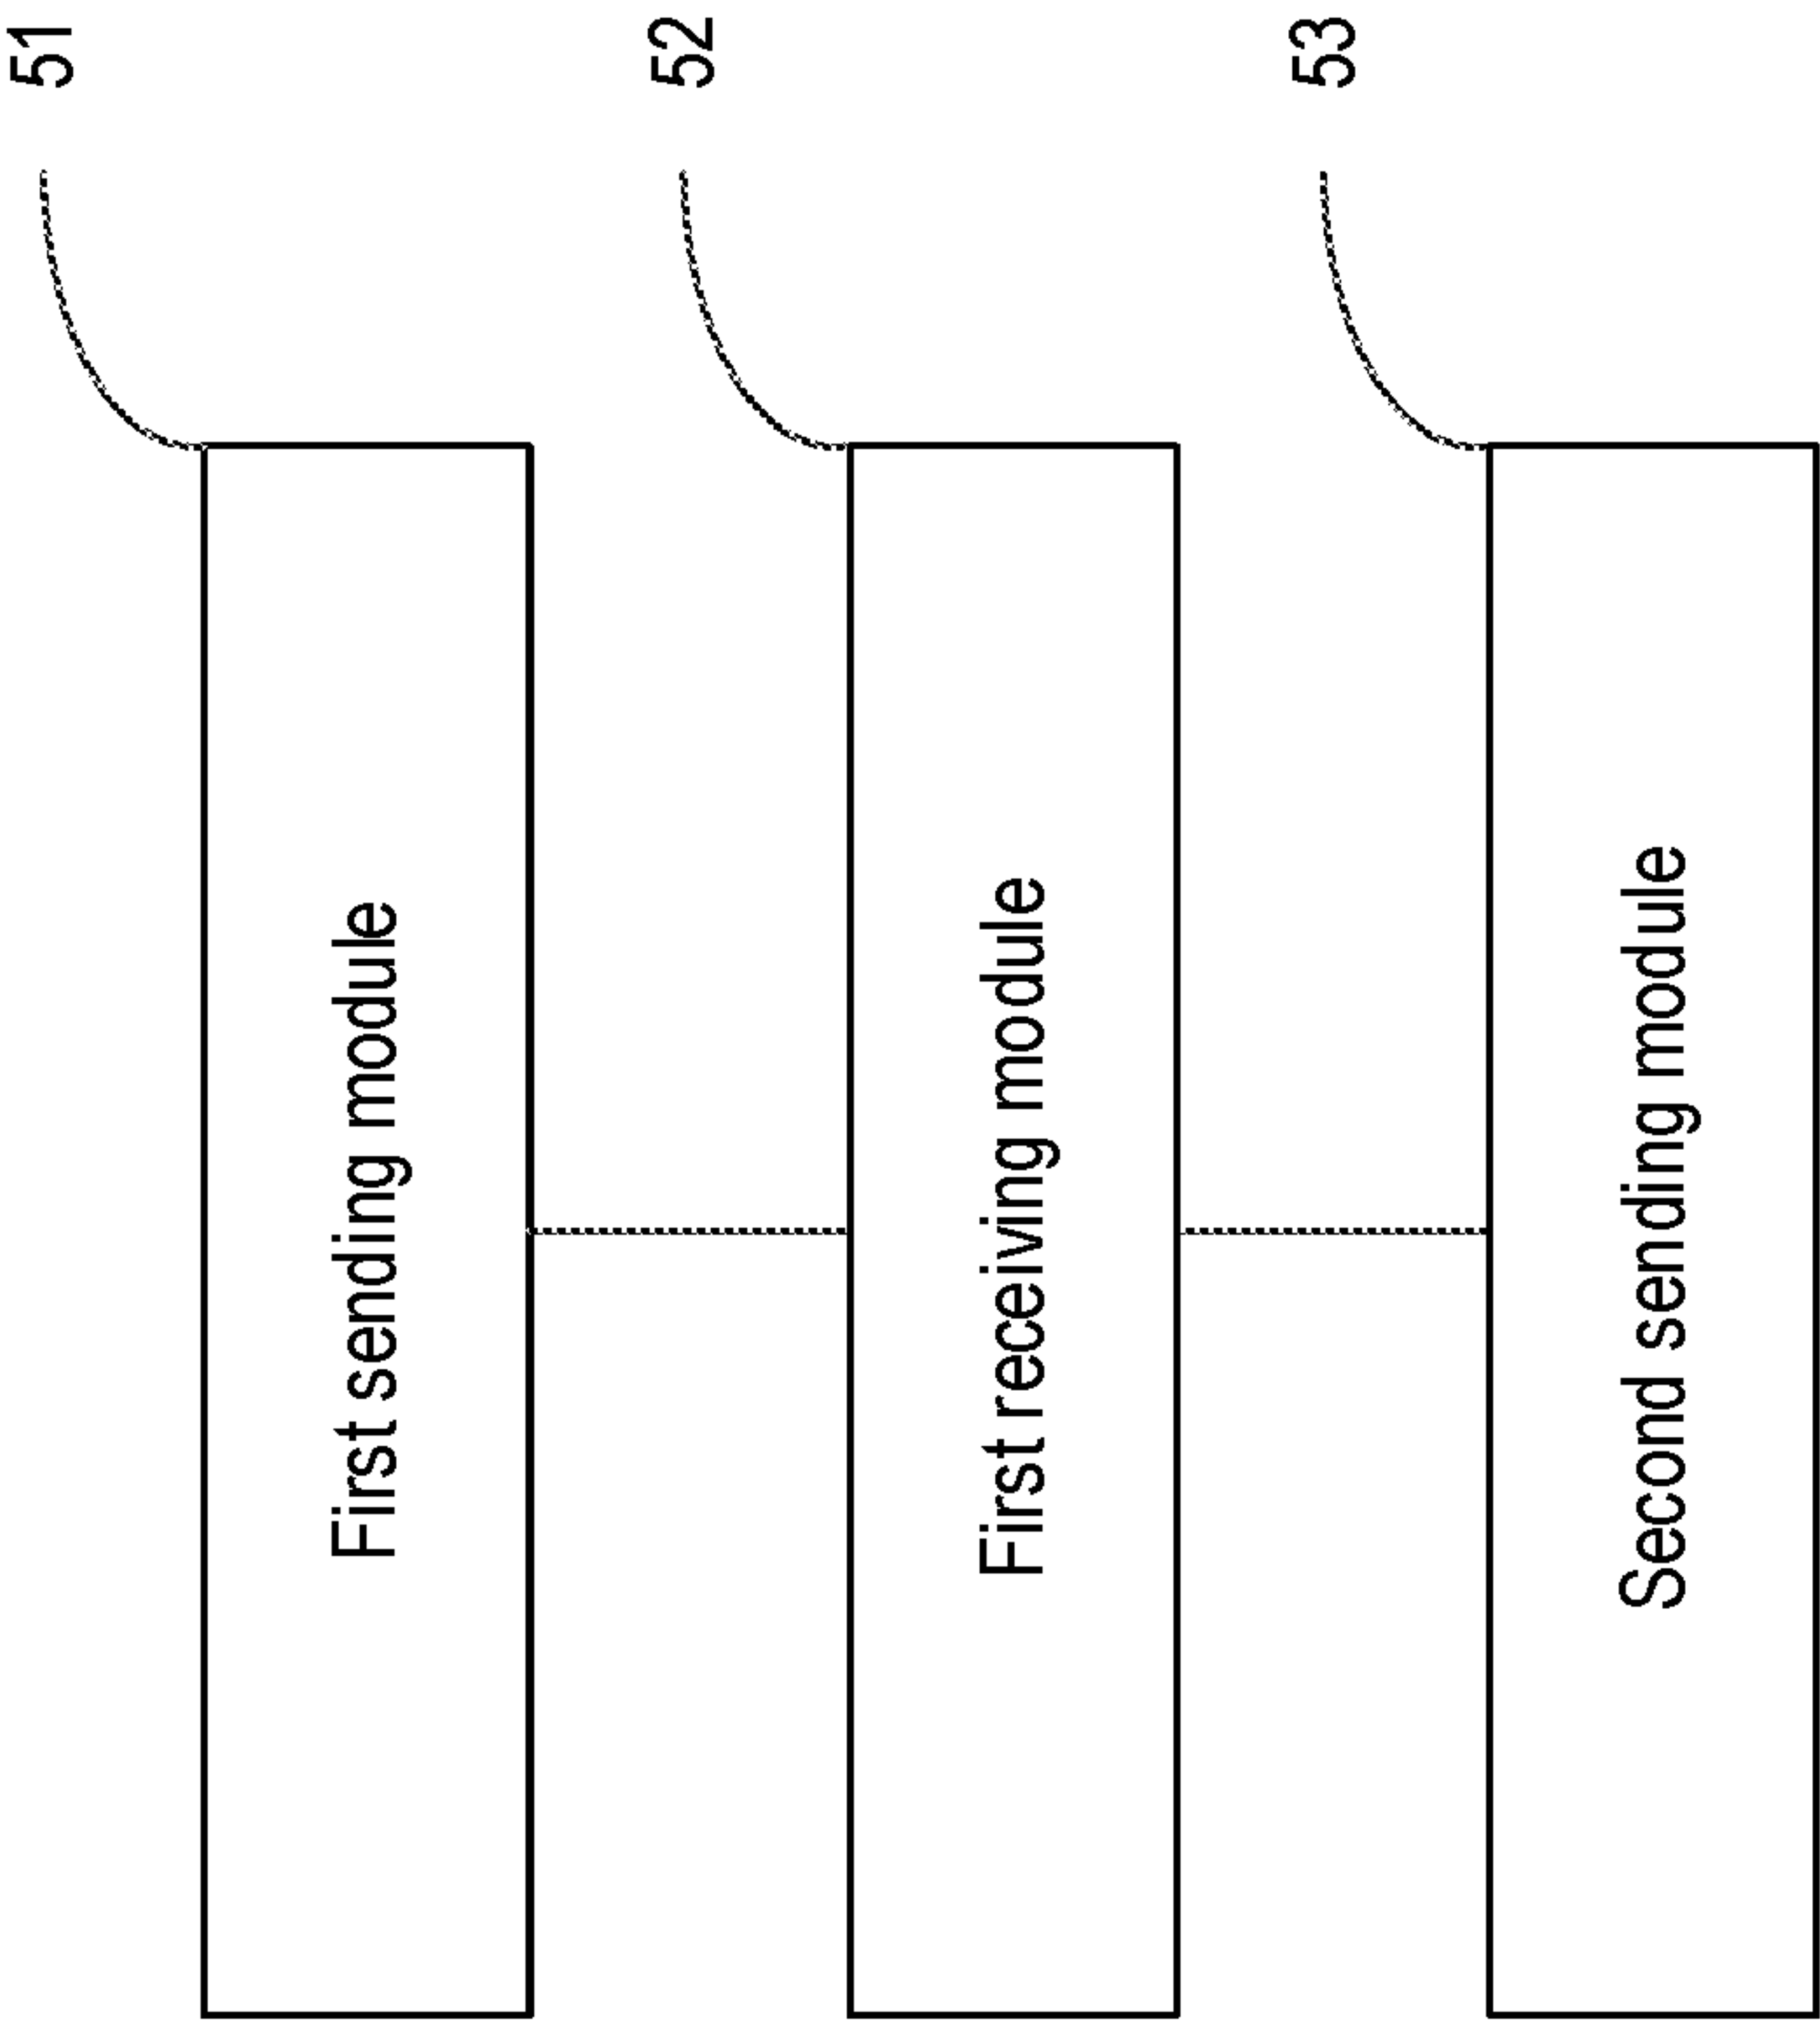 51
First sending module
52
First receiving module
53
Second sending module